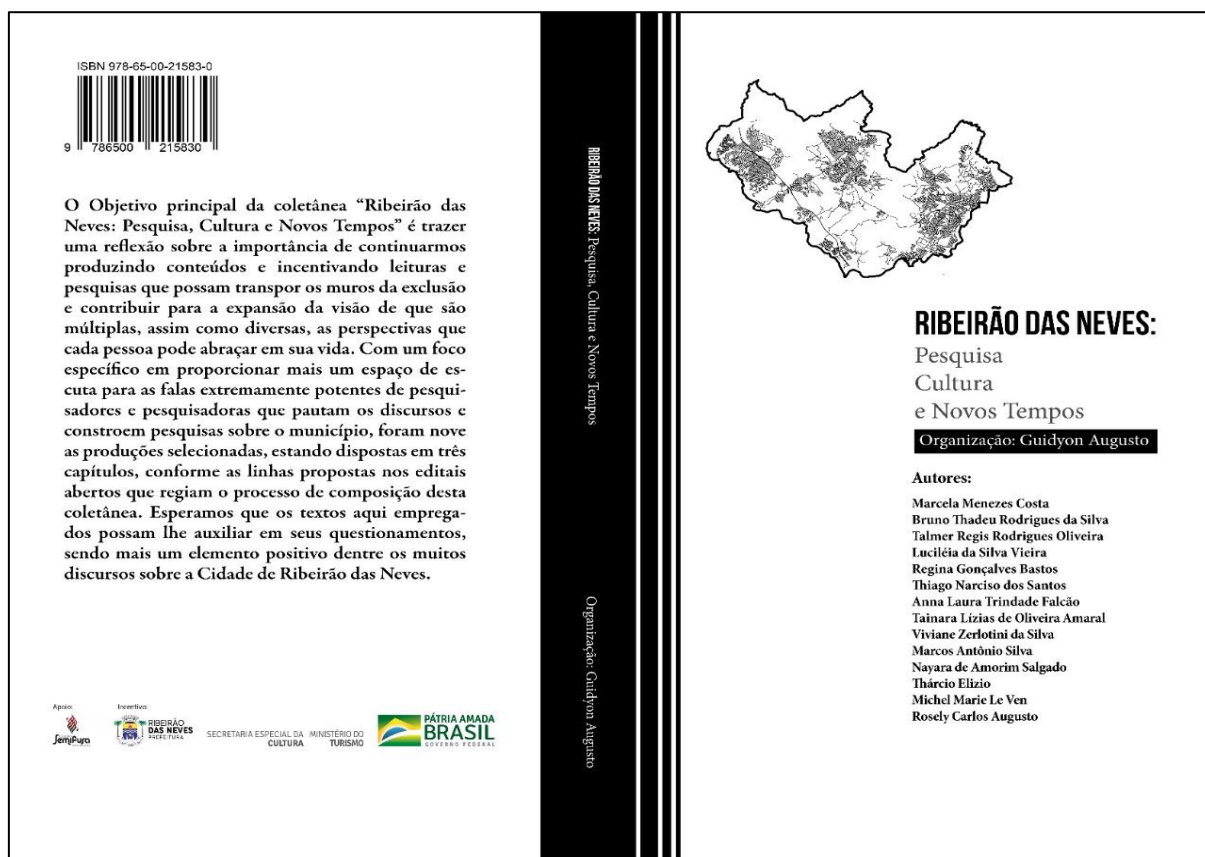 ISBN 978-65-00-21583-0
9 786500 215830
O Objetivo principal da coletânea “Ribeirão das
Neves: Pesquisa, Cultura e Novos Tempos” é trazer
uma reflexão sobre a importância de continuarmos
produzindo conteúdos e incentivando leituras e
pesquisas que possam transpor os muros da exclusão
e contribuir para a expansão da visão de que são
múltiplas, assim como diversas, as perspectivas que
cada pessoa pode abraçar em sua vida. Com um foco
específico em proporcionar mais um espaço de es-
cuta para as falas extremamente potentes de pesqui-
sadores e pesquisadoras que pautam os discursos e
constroem pesquisas sobre o município, foram nove
as produções selecionadas, estando dispostas em três
capítulos, conforme as linhas propostas nos editais
abertos que regiam o processo de composição desta
coletânea. Esperamos que os textos aqui emprega-
dos possam lhe auxiliar em seus questionamentos,
sendo mais um elemento positivo dentre os muitos
discursos sobre a Cidade de Ribeirão das Neves.
Apoio:
Semifusa
Incentivo:
RIBEIRÃO
DAS NEVES
PREFEITURA
SECRETARIA ESPECIAL DA
CULTURA
MINISTÉRIO DO
TURISMO
PÁTRIA AMADA
BRASIL
GOVERNO FEDERAL
RIBEIRÃO DAS NEVES: Pesquisa, Cultura e Novos Tempos
Organização: Guidyon Augusto
RIBEIRÃO DAS NEVES:
Pesquisa
Cultura
e Novos Tempos
Organização: Guidyon Augusto
Autores:
Marcela Menezes Costa
Bruno Thadeu Rodrigues da Silva
Talmer Regis Rodrigues Oliveira
Luciléia da Silva Vieira
Regina Gonçalves Bastos
Thiago Narciso dos Santos
Anna Laura Trindade Falcão
Tainara Lízias de Oliveira Amaral
Viviane Zerlotini da Silva
Marcos Antônio Silva
Nayara de Amorim Salgado
Thárcio Elizio
Michel Marie Le Ven
Rosely Carlos Augusto